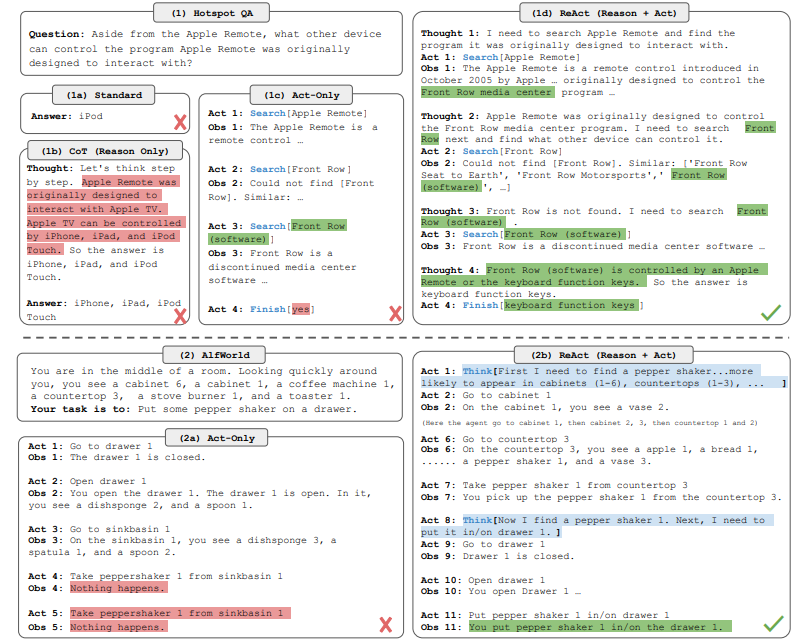 (1) Hotspot QA
Question: Aside from the Apple Remote, what other device
can control the program Apple Remote was originally
designed to interact with?
(1a) Standard
Answer: iPod
(1b) CoT (Reason Only)
Thought: Let's think step
by step. Apple Remote was
originally designed to
interact with Apple TV.
Apple TV can be controlled
by iPhone, iPad, and iPod
Touch. So the answer is
iPhone, iPad, and iPod
Touch.
Answer: iPhone, iPad, iPod
Touch
(1c) Act-Only
Act 1: Search[Apple Remote]
Obs 1: The Apple Remote is a
remote control …
Act 2: Search[Front Row]
Obs 2: Could not find [Front
Row]. Similar: …
Act 3: Search[Front Row
(software)]
Obs 3: Front Row is a
discontinued media center
software …
Act 4: Finish[yes]
(1d) ReAct (Reason + Act)
Thought 1: I need to search Apple Remote and find the
program it was originally designed to interact with.
Act 1: Search[Apple Remote]
Obs 1: The Apple Remote is a remote control introduced in
October 2005 by Apple … originally designed to control the
Front Row media center program …
Thought 2: Apple Remote was originally designed to control
the Front Row media center program. I need to search Front
Row next and find what other device can control it.
Act 2: Search[Front Row]
Obs 2: Could not find [Front Row]. Similar: ['Front Row
Seat to Earth', 'Front Row Motorsports',' Front Row
(software)', …]
Thought 3: Front Row is not found. I need to search Front
Row (software) .
Act 3: Search[Front Row (software)]
Obs 3: Front Row is a discontinued media center software …
Thought 4: Front Row (software) is controlled by an Apple
Remote or the keyboard function keys. So the answer is
keyboard function keys.
Act 4: Finish[keyboard function keys]
(2) AlfWorld
You are in the middle of a room. Looking quickly around
you, you see a cabinet 6, a cabinet 1, a coffee machine 1,
a countertop 3, a stove burner 1, and a toaster 1.
Your task is to: Put some pepper shaker on a drawer.
(2a) Act-Only
Act 1: Go to drawer 1
Obs 1: The drawer 1 is closed.
Act 2: Open drawer 1
Obs 2: You open the drawer 1. The drawer 1 is open. In it,
you see a dishsponge 2, and a spoon 1.
Act 3: Go to sinkbasin 1
Obs 3: On the sinkbasin 1, you see a dishsponge 3, a
spatula 1, and a spoon 2.
Act 4: Take peppershaker 1 from sinkbasin 1
Obs 4: Nothing happens.
Act 5: Take peppershaker 1 from sinkbasin 1
Obs 5: Nothing happens.
(2b) ReAct (Reason + Act)
Act 1: Think[First I need to find a pepper shaker...more
likely to appear in cabinets (1-6), countertops (1-3), ... ]
Act 2: Go to cabinet 1
Obs 2: On the cabinet 1, you see a vase 2.
(Here the agent go to cabinet 1, then cabinet 2, 3, then countertop 1 and 2)
Act 6: Go to countertop 3
Obs 6: On the countertop 3, you see a apple 1, a bread 1,
...... a pepper shaker 1, and a vase 3.
Act 7: Take pepper shaker 1 from countertop 3
Obs 7: You pick up the pepper shaker 1 from the countertop 3.
Act 8: Think[Now I find a pepper shaker 1. Next, I need to
put it in/on drawer 1. ]
Act 9: Go to drawer 1
Obs 9: Drawer 1 is closed.
Act 10: Open drawer 1
Obs 10: You open Drawer 1 …
Act 11: Put pepper shaker 1 in/on drawer 1
Obs 11: You put pepper shaker 1 in/on the drawer 1.